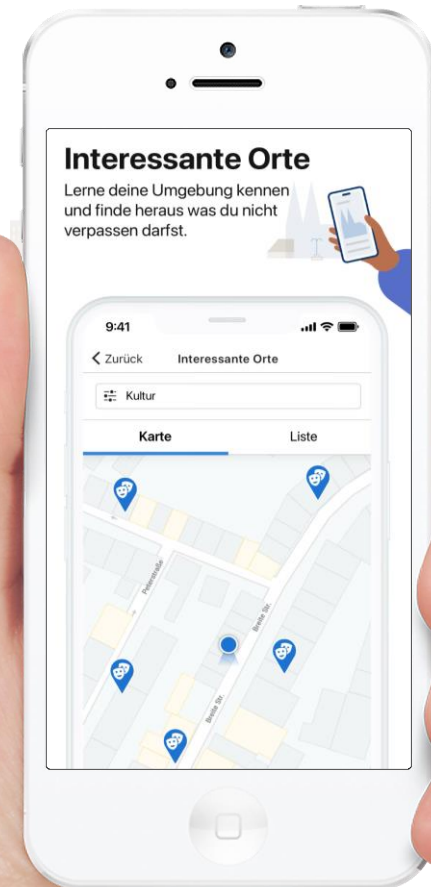 Interessante Orte
Lerne deine Umgebung kennen
und finde heraus was du nicht
verpassen darfst.
9:41
Zurück Interessante Orte
Kultur
Karte Liste
Peterstraße
Breite Str.
Breite Str.